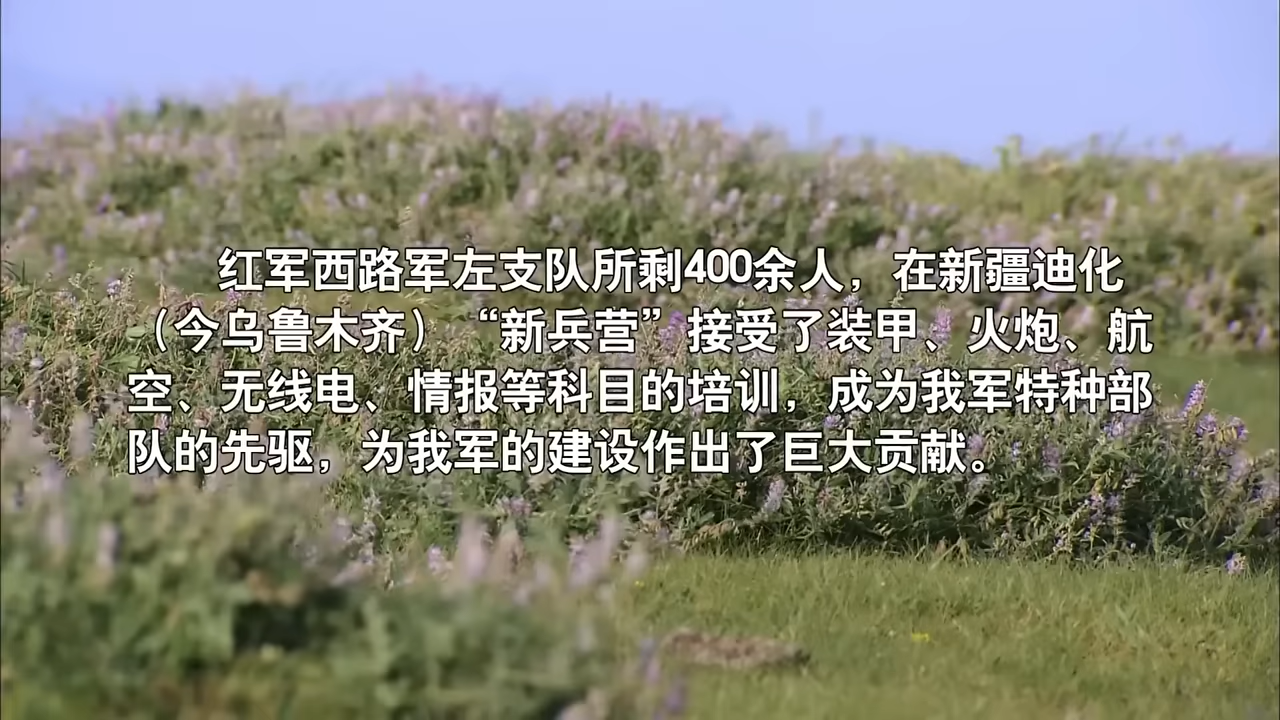 红军西路军左支队所剩400余人，在新疆迪化
（今乌鲁木齐）“新兵营”接受了装甲、火炮、航
空、无线电、情报等科目的培训，成为我军特种部
队的先驱，为我军的建设作出了巨大贡献。